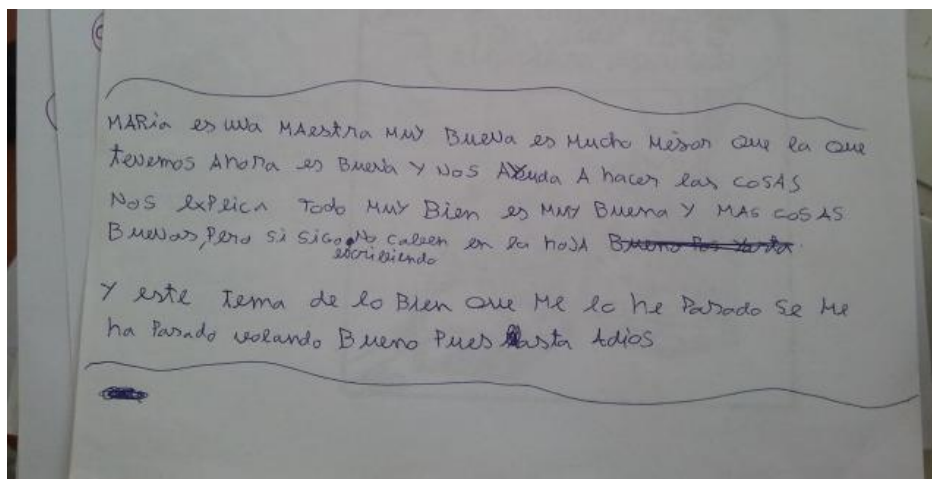 MARia es una MAestra Muy Buena es Mucho Mejor que la que
tenemos Ahora es Buena Y Nos Ayuda A hacer las COSAS
Nos explica Todo Muy Bien es Muy Buena Y MAS COSAS
Buenas, Pero si sigo escribiendo No caben en la hoja Bueno Pos hasta
Y este tema de lo Bien que Me lo he Pasado Se Me
ha Pasado volando Bueno Pues hasta Adios